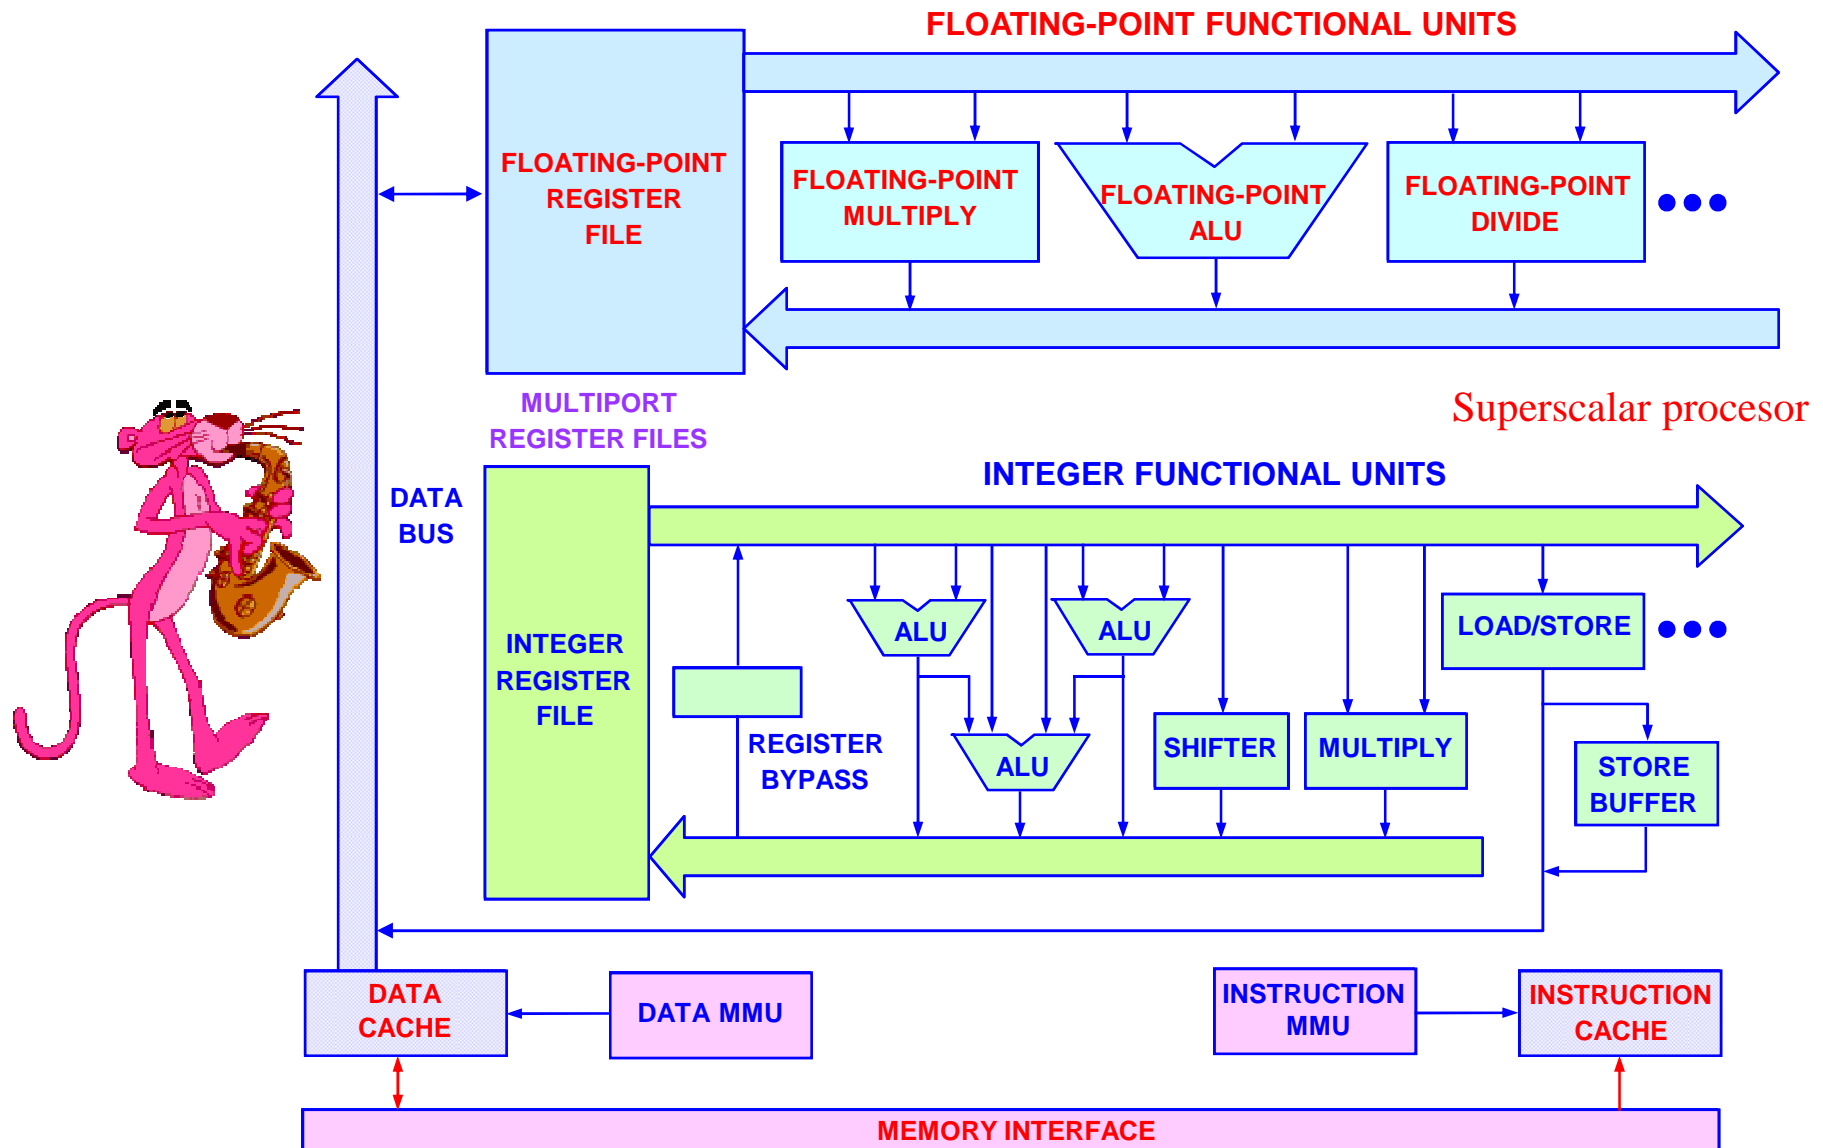 FLOATING-POINT FUNCTIONAL UNITS
FLOATING-POINT
REGISTER
FILE
FLOATING-POINT
MULTIPLY
FLOATING-POINT
ALU
FLOATING-POINT
DIVIDE
MULTIPORT
REGISTER FILES
Superscalar procesor
INTEGER FUNCTIONAL UNITS
DATA
BUS
INTEGER
REGISTER
FILE
REGISTER
BYPASS
ALU
ALU
ALU
SHIFTER
MULTIPLY
LOAD/STORE
STORE
BUFFER
DATA
CACHE
DATA MMU
INSTRUCTION
MMU
INSTRUCTION
CACHE
MEMORY INTERFACE